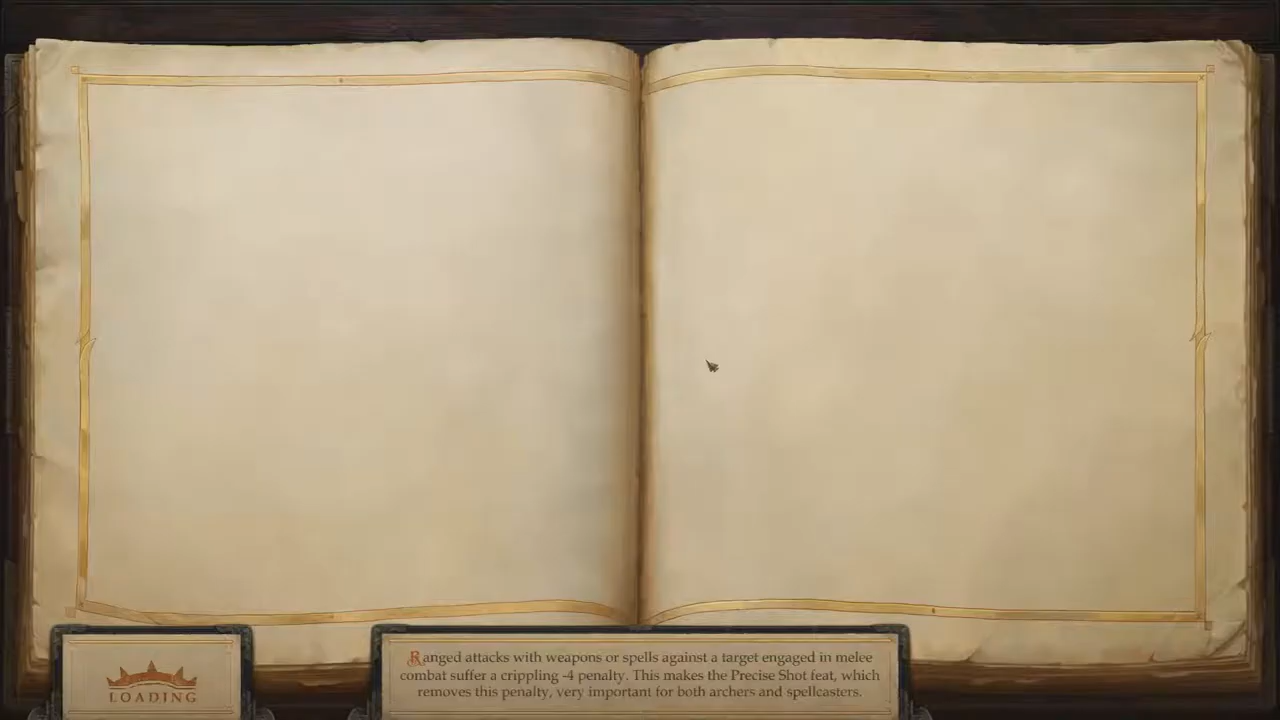 LOADING
Ranged attacks with weapons or spells against a target engaged in melee
combat suffer a crippling -4 penalty. This makes the Precise Shot feat, which
removes this penalty, very important for both archers and spellcasters.